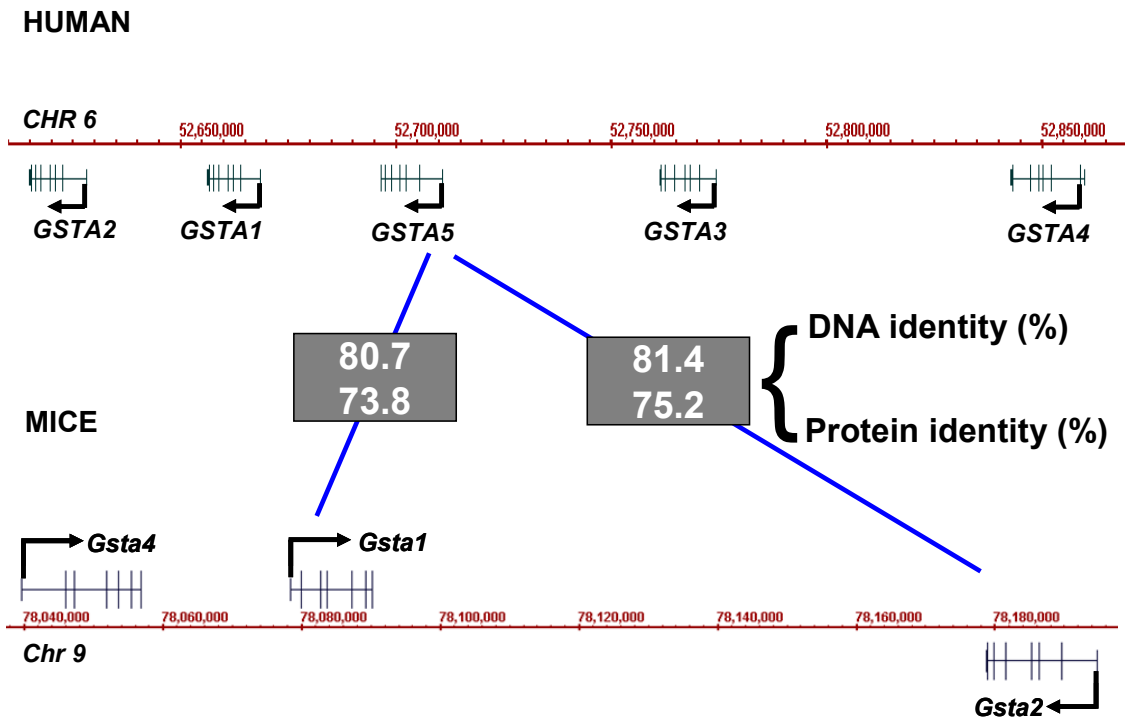 HUMAN
CHR 6
52,650,000 52,700,000 52,750,000 52,800,000 52,850,000
GSTA2 GSTA1 GSTA5 GSTA3 GSTA4
80.7
73.8
81.4
75.2
{ DNA identity (%)
Protein identity (%)
MICE
Gsta4 Gsta1
78,040,000 78,060,000 78,080,000 78,100,000 78,120,000 78,140,000 78,160,000 78,180,000
Chr 9
Gsta2